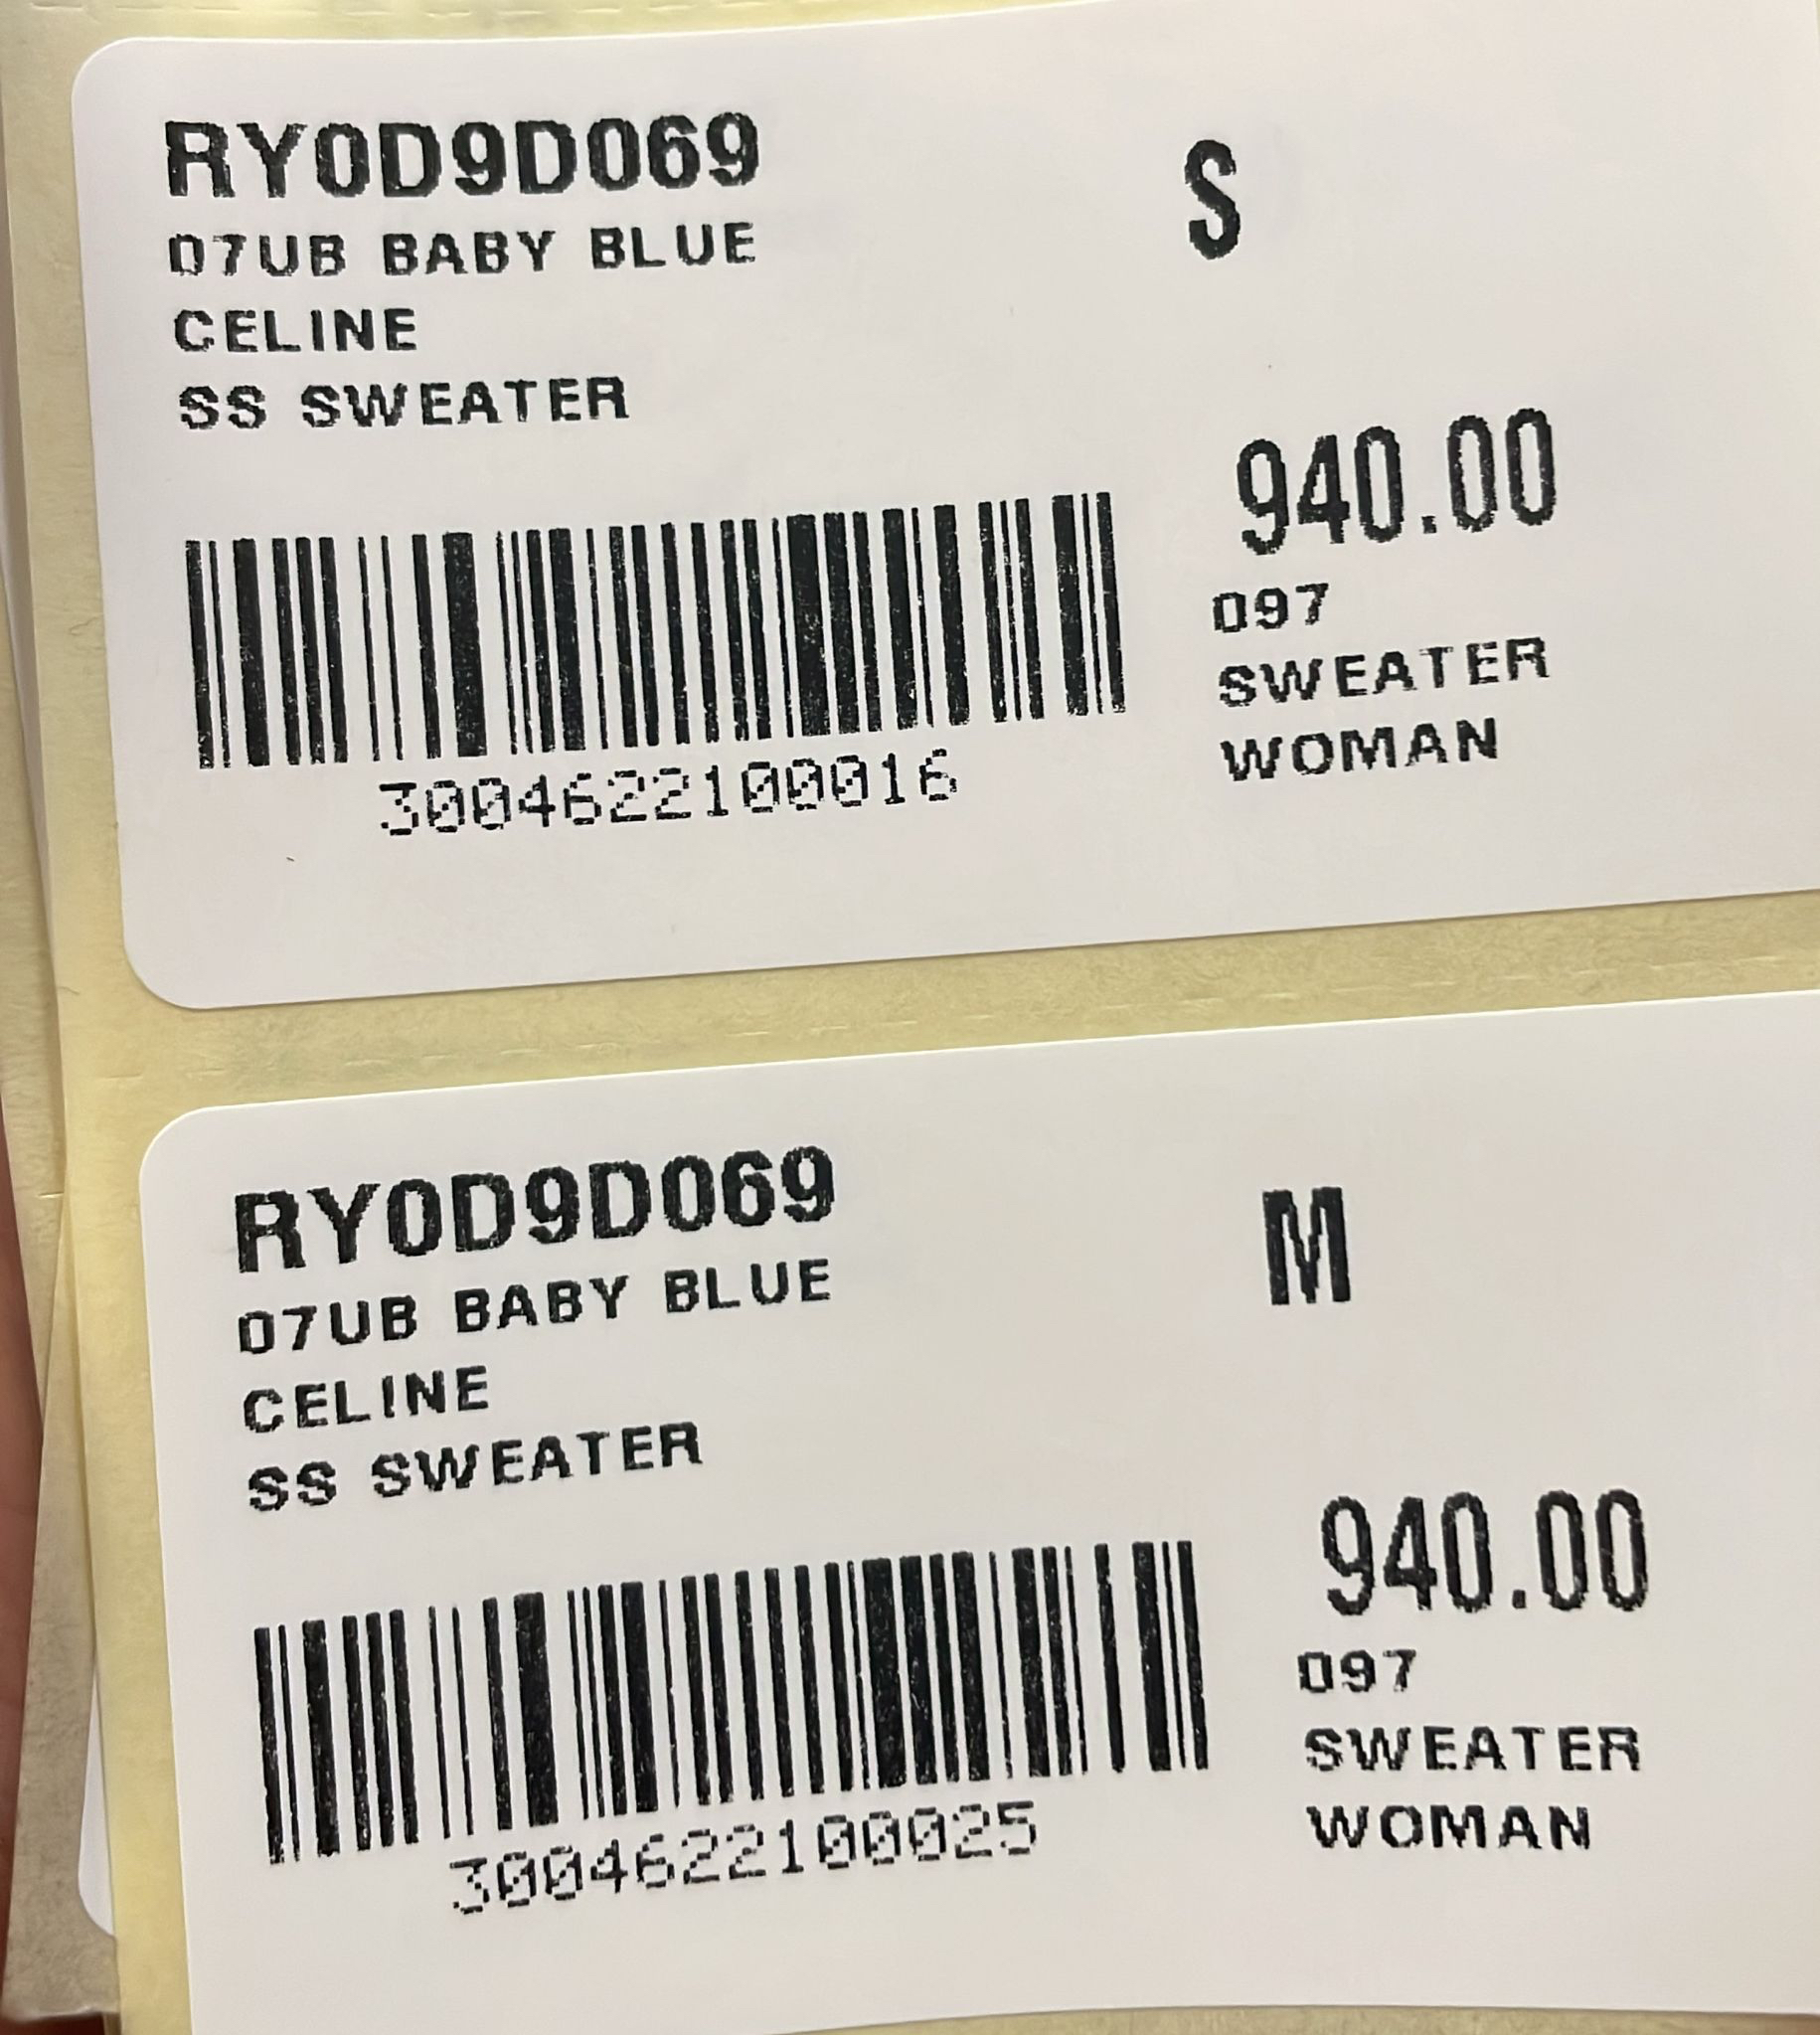 RY0D9D069
S
07UB BABY BLUE
CELINE
SS SWEATER
940.00
097
SWEATER
WOMAN
3004622100016
RY0D9D069
M
07UB BABY BLUE
CELINE
SS SWEATER
940.00
097
SWEATER
WOMAN
3004622100025